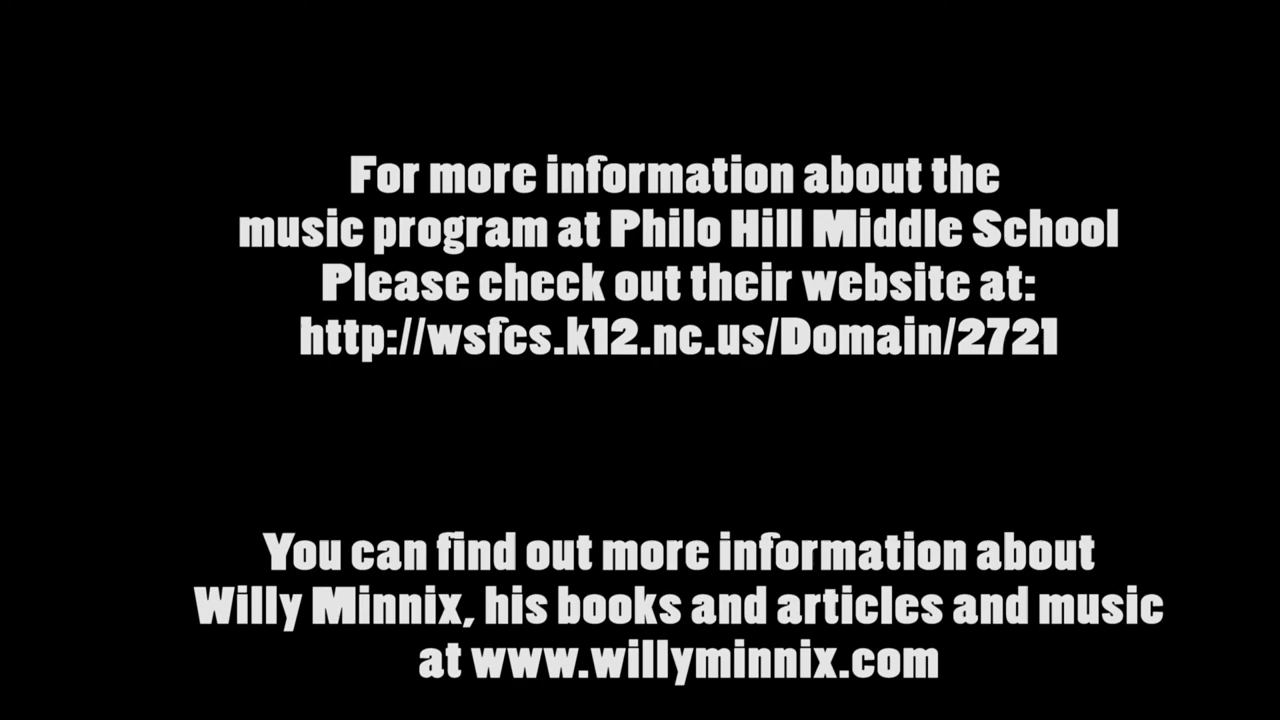 For more information about the
music program at Philo Hill Middle School
Please check out their website at:
http://wsfcs.k12.nc.us/Domain/2721
You can find out more information about
Willy Minnix, his books and articles and music
at www.willyminnix.com